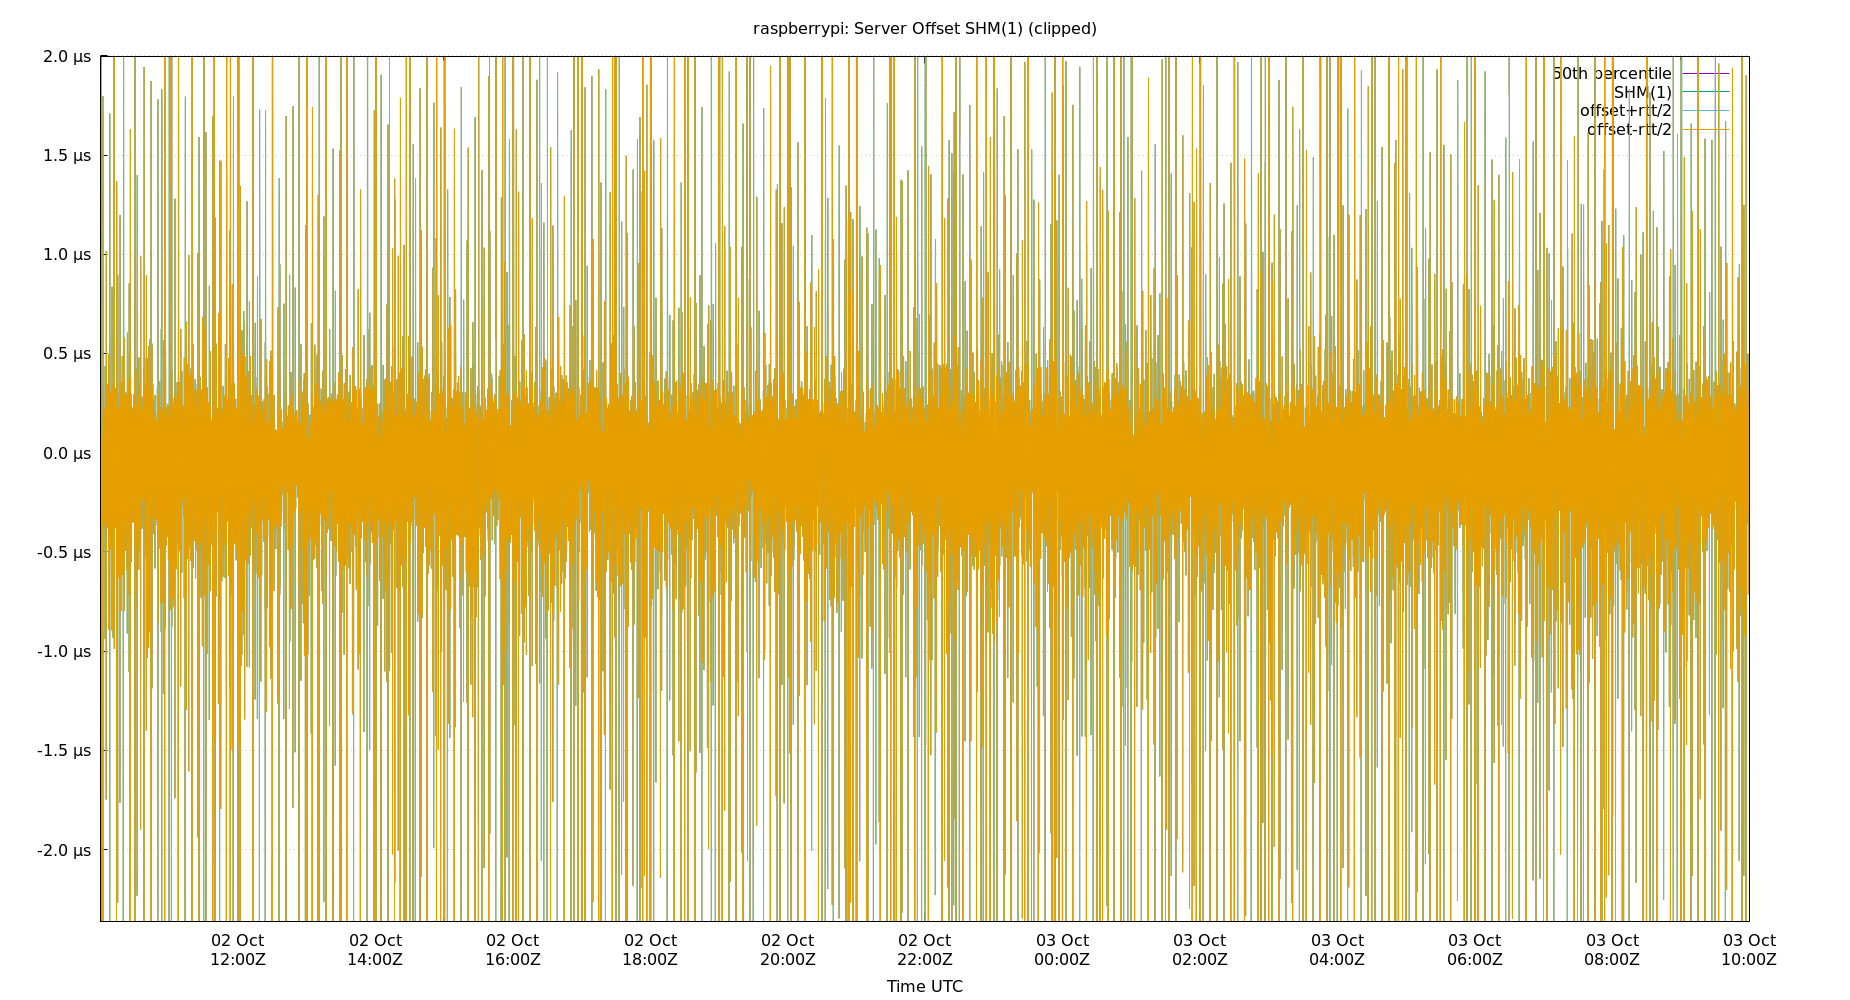 raspberrypi: Server Offset SHM(1) (clipped)
2.0 µs
1.5 µs
1.0 µs
0.5 µs
0.0 µs
-0.5 µs
-1.0 µs
-1.5 µs
-2.0 µs
50th percentile
SHM(1)
offset+rtt/2
offset-rtt/2
02 Oct 02 Oct 02 Oct 02 Oct 02 Oct 02 Oct 03 Oct 03 Oct 03 Oct 03 Oct 03 Oct 03 Oct
12:00Z 14:00Z 16:00Z 18:00Z 20:00Z 22:00Z 00:00Z 02:00Z 04:00Z 06:00Z 08:00Z 10:00Z
Time UTC